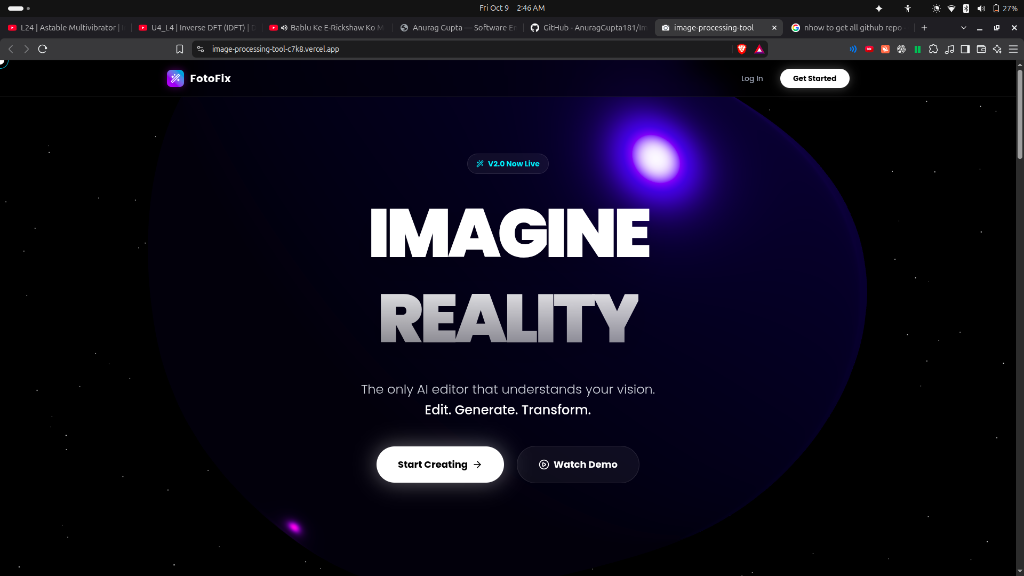 Fri Oct 9 2:46 AM
27%
L24 | Astable Multivibrator |
U4_L4 | Inverse DFT (IDFT) |
Bablu Ke E-Rickshaw Ko M
Anurag Gupta — Software E
GitHub - AnuragGupta181/
image-processing-tool
nhow to get all github repo
image-processing-tool-c7k8.vercel.app
FotoFix
Log In
Get Started
V2.0 Now Live
IMAGINE
REALITY
The only AI editor that understands your vision.
Edit. Generate. Transform.
Start Creating
Watch Demo